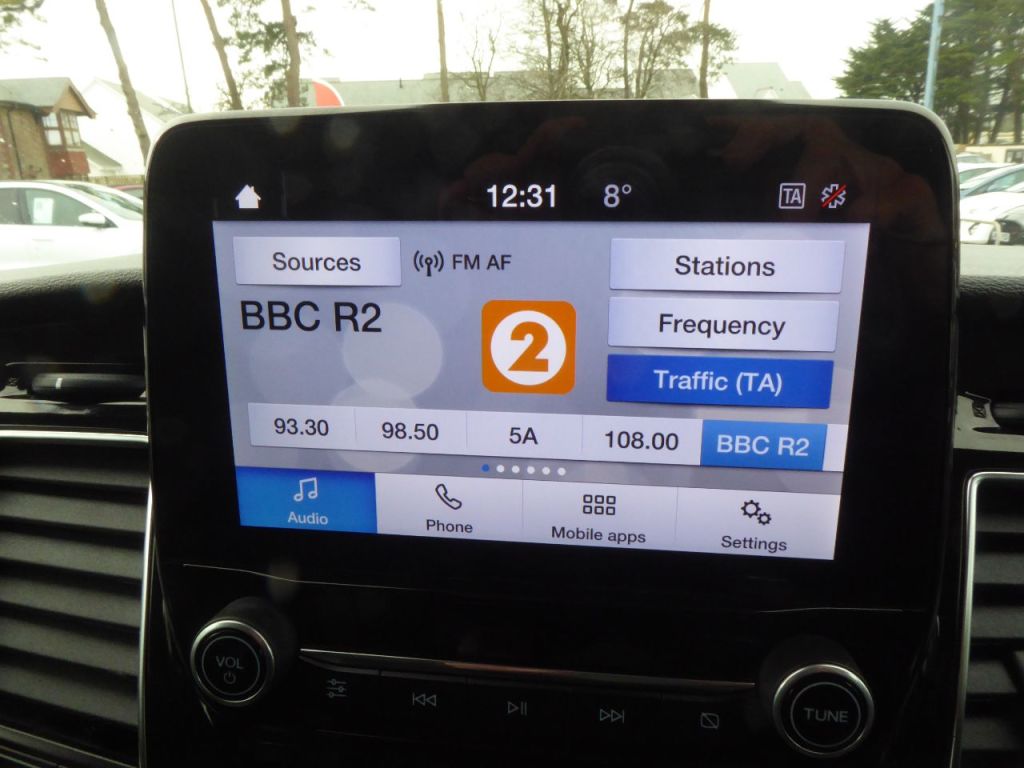 12:31 8° TA
Sources FM AF Stations
BBC R2
2
Frequency
Traffic (TA)
93.30 98.50 5A 108.00 BBC R2
Audio Phone Mobile apps Settings
VOL
TUNE